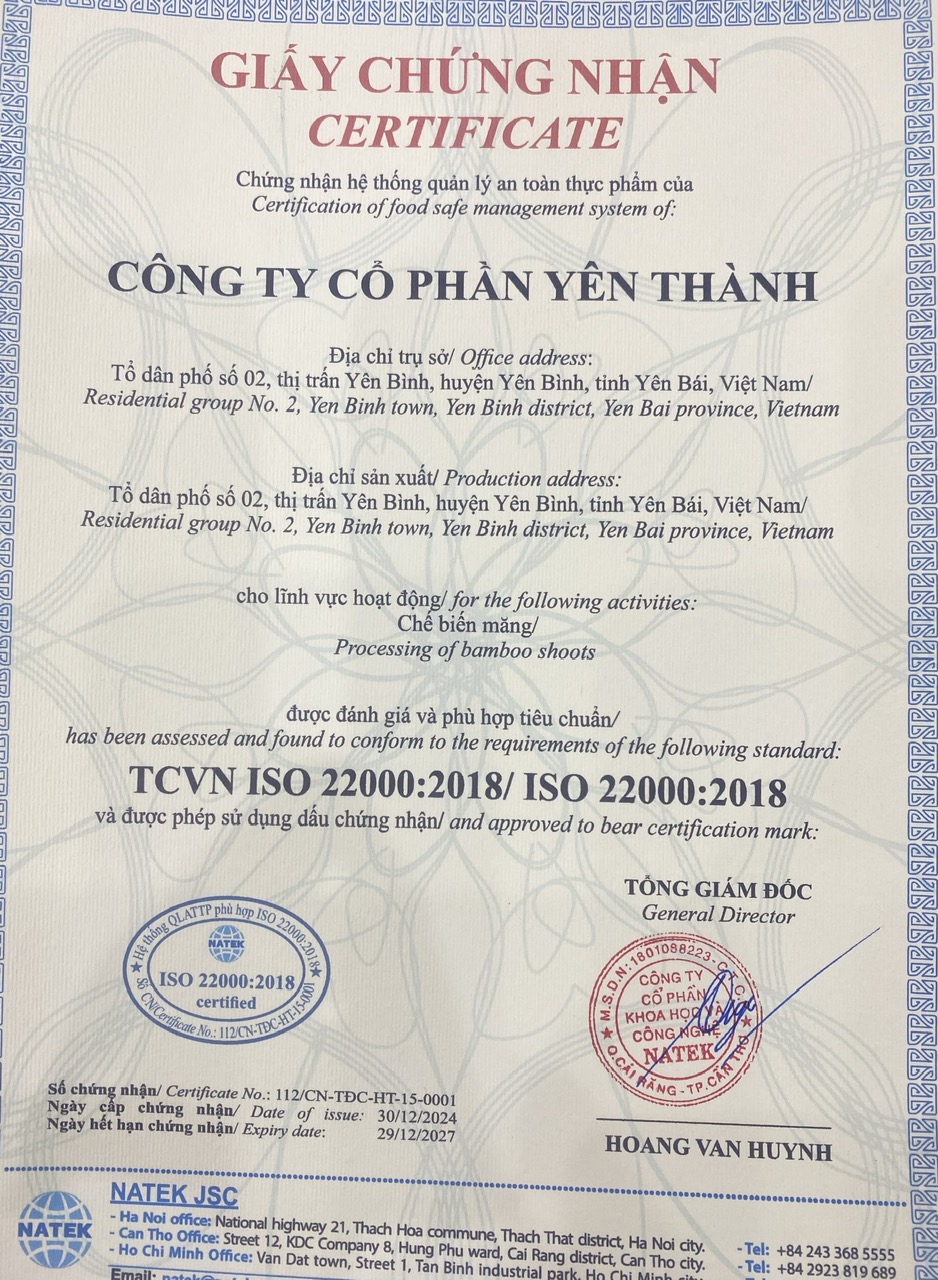 GIẤY CHỨNG NHẬN
CERTIFICATE
Chứng nhận hệ thống quản lý an toàn thực phẩm của
Certification of food safe management system of:
CÔNG TY CỔ PHẦN YÊN THÀNH
Địa chỉ trụ sở/ Office address:
Tổ dân phố số 02, thị trấn Yên Bình, huyện Yên Bình, tỉnh Yên Bái, Việt Nam/
Residential group No. 2, Yen Binh town, Yen Binh district, Yen Bai province, Vietnam
Địa chỉ sản xuất/ Production address:
Tổ dân phố số 02, thị trấn Yên Bình, huyện Yên Bình, tỉnh Yên Bái, Việt Nam/
Residential group No. 2, Yen Binh town, Yen Binh district, Yen Bai province, Vietnam
cho lĩnh vực hoạt động/ for the following activities:
Chế biến măng/
Processing of bamboo shoots
được đánh giá và phù hợp tiêu chuẩn/
has been assessed and found to conform to the requirements of the following standard:
TCVN ISO 22000:2018/ ISO 22000:2018
và được phép sử dụng dấu chứng nhận/ and approved to bear certification mark:
TỔNG GIÁM ĐỐC
General Director
Hệ thống QLATTP phù hợp ISO 22000:2018
NATEK
ISO 22000:2018
certified
Số CN/Certificate No.: 112/CN-TĐC-HT-15-0001
M.S.D.N:1801088223-C.T.C.P
CÔNG TY
CỔ PHẦN
KHOA HỌC VÀ
CÔNG NGHỆ
NATEK
Q.CÁI RĂNG-TP.CẦN THƠ
Số chứng nhận/ Certificate No.: 112/CN-TĐC-HT-15-0001
Ngày cấp chứng nhận/ Date of issue: 30/12/2024
Ngày hết hạn chứng nhận/ Expiry date: 29/12/2027
HOANG VAN HUYNH
NATEK
NATEK JSC
- Ha Noi office: National highway 21, Thach Hoa commune, Thach That district, Ha Noi city. - Tel: +84 243 368 5555
- Can Tho Office: Street 12, KDC Company 8, Hung Phu ward, Cai Rang district, Can Tho city. - Tel: +84 2923 819 689
- Ho Chi Minh Office: Van Dat town, Street 1, Tan Binh industrial park, Ho Chi Minh city
Email: